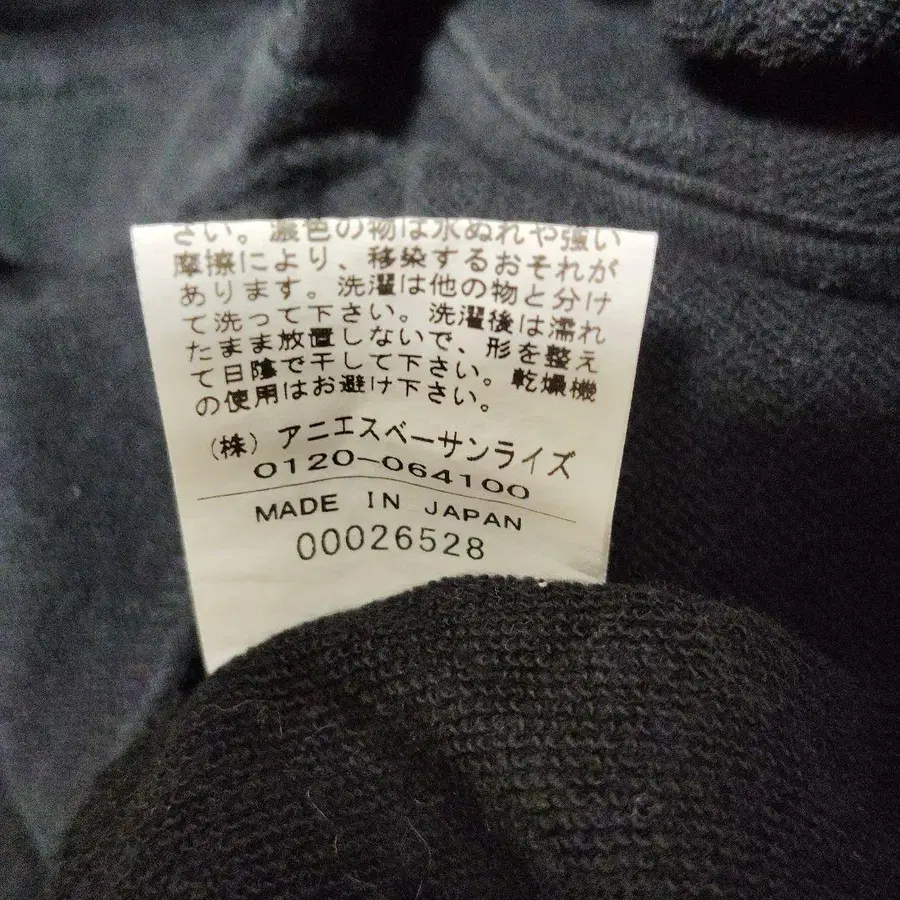 さい。濃色の物は水ぬれや強い
摩擦により、移染するおそれが
あります。洗濯は他の物と分け
て洗って下さい。洗濯後は濡れ
たまま放置しないで、形を整え
て日陰で干して下さい。乾燥機
の使用はお避け下さい。
(株)アニエスベーサンライズ
0120-064100
MADE IN JAPAN
00026528